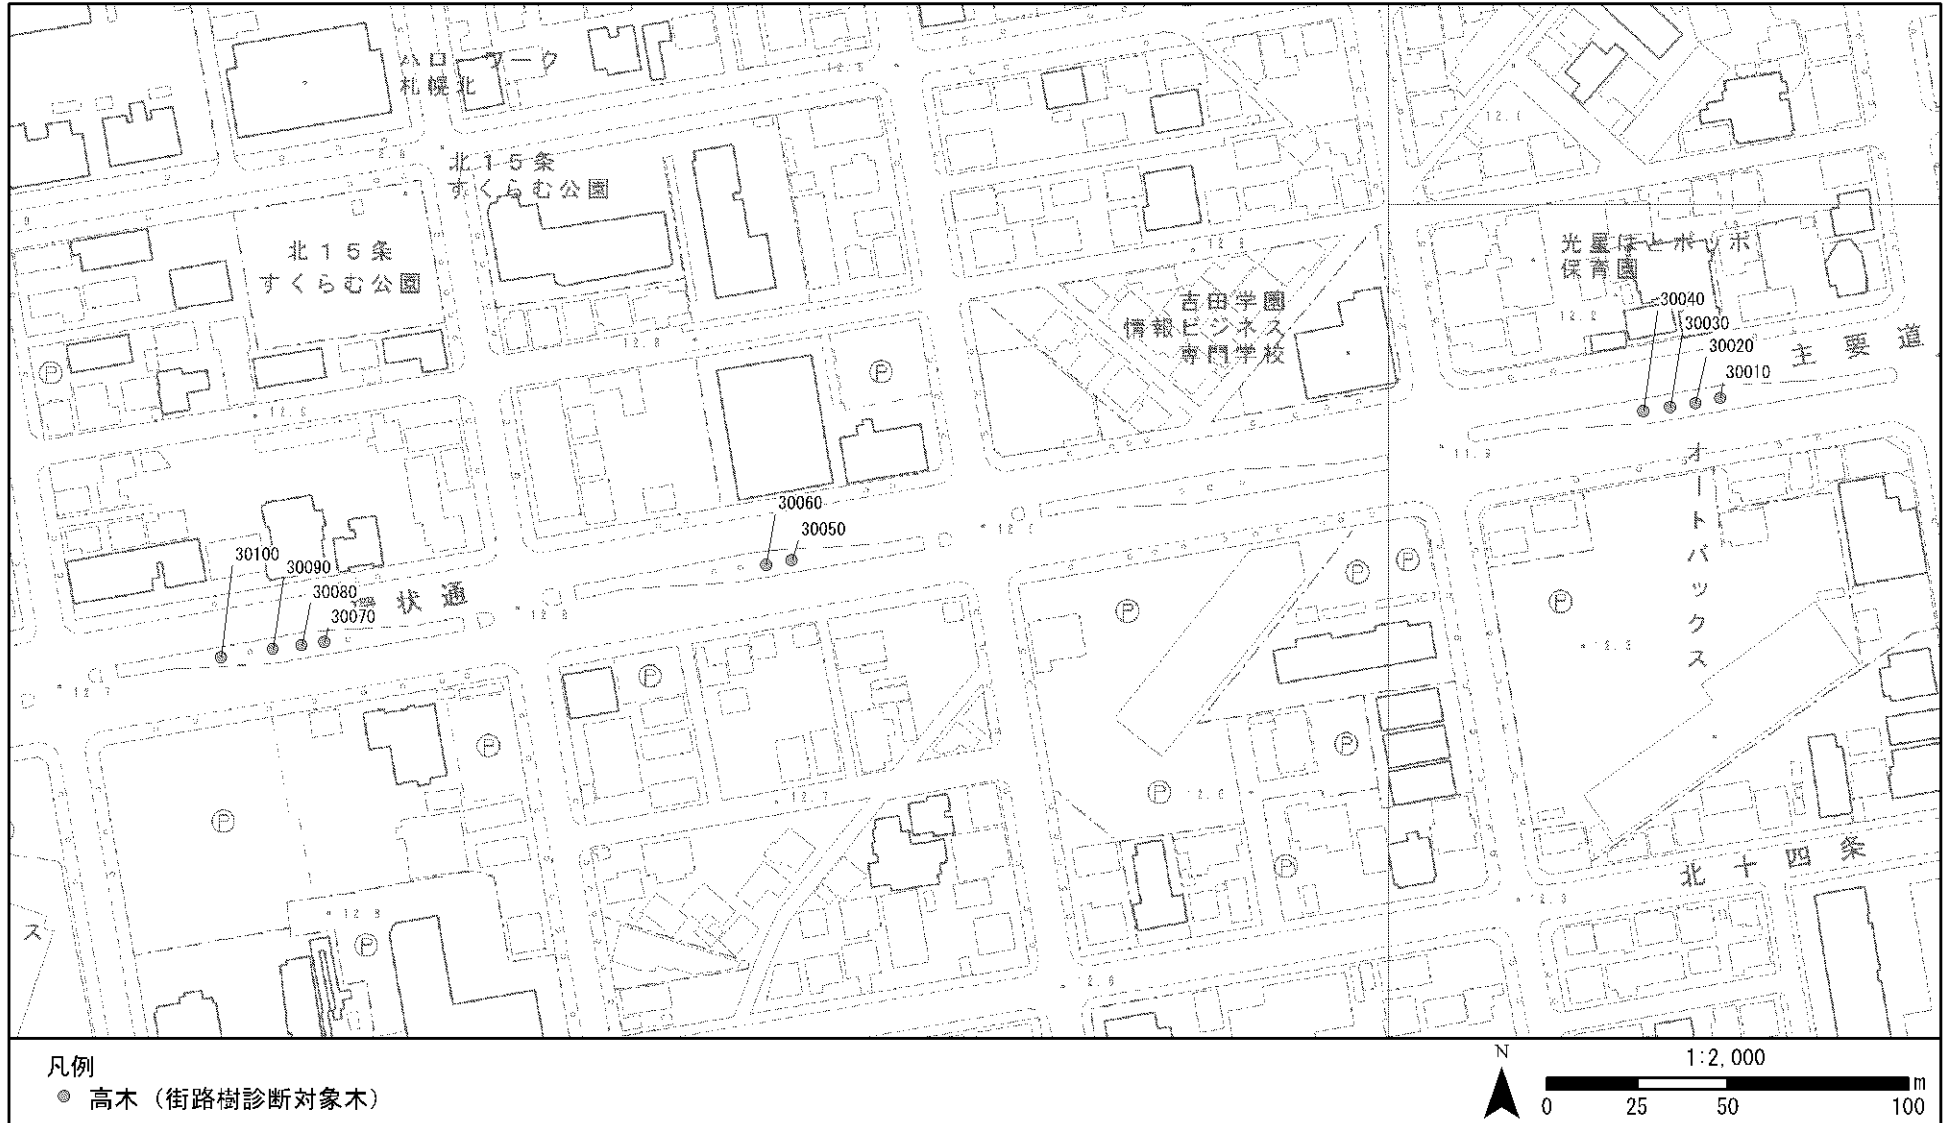 ハローワーク
札幌北
北15条
すくらむ公園
北15条
すくらむ公園
吉田学園
情報ビジネス
専門学校
光星はとポッポ
保育園
30040
30030
30020
30010
主要道
オートバックス
30060
30050
30100
30090
30080
30070
状通
北十四条
ス
P
P
P
P
P
P
P
P
P
P
P
P
P
凡例
高木（街路樹診断対象木）
N
1:2,000
m
0 25 50 100